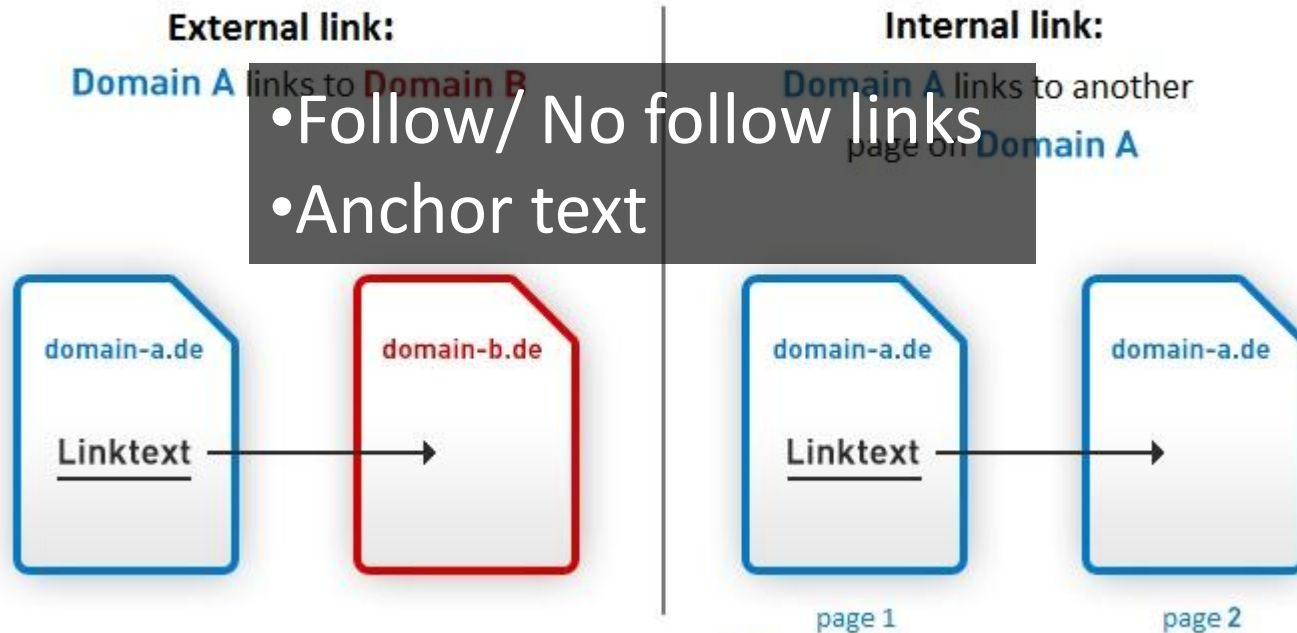 External link:
Domain A links to Domain B
Internal link:
Domain A links to another
page on Domain A
•Follow/ No follow links
•Anchor text
domain-a.de
Linktext
domain-b.de
domain-a.de
Linktext
page 1
domain-a.de
page 2